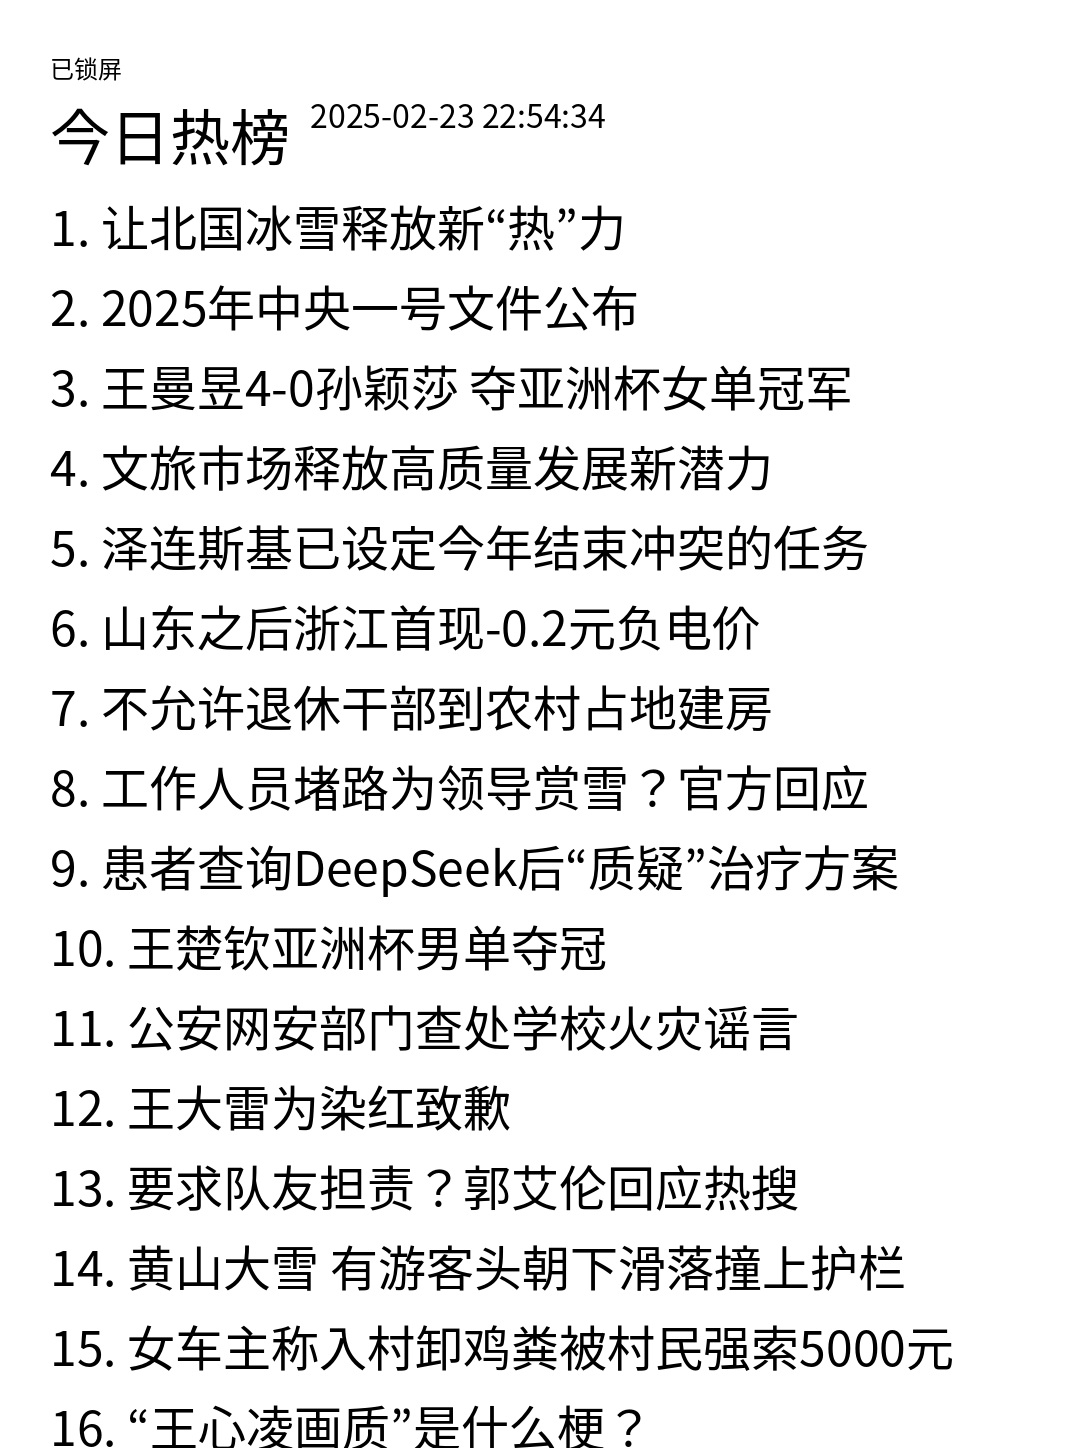 已锁屏
今日热榜 2025-02-23 22:54:34
1. 让北国冰雪释放新“热”力
2. 2025年中央一号文件公布
3. 王曼昱4-0孙颖莎 夺亚洲杯女单冠军
4. 文旅市场释放高质量发展新潜力
5. 泽连斯基已设定今年结束冲突的任务
6. 山东之后浙江首现-0.2元负电价
7. 不允许退休干部到农村占地建房
8. 工作人员堵路为领导赏雪？官方回应
9. 患者查询DeepSeek后“质疑”治疗方案
10. 王楚钦亚洲杯男单夺冠
11. 公安网安部门查处学校火灾谣言
12. 王大雷为染红致歉
13. 要求队友担责？郭艾伦回应热搜
14. 黄山大雪 有游客头朝下滑落撞上护栏
15. 女车主称入村卸鸡粪被村民强索5000元
16. “王心凌画质”是什么梗？